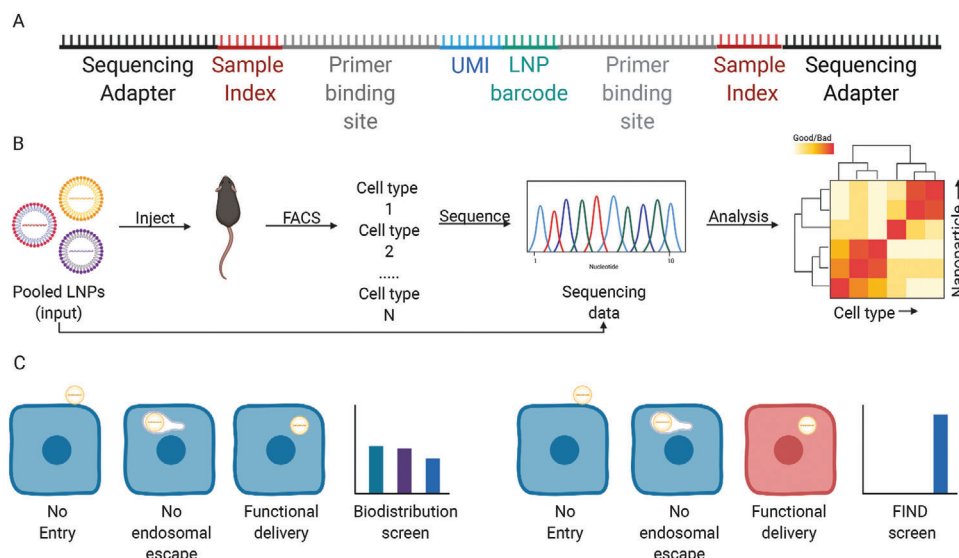 A
Sequencing
Adapter
Sample
Index
Primer
binding
site
UMI
LNP
barcode
Primer
binding
site
Sample
Index
Sequencing
Adapter
B
Pooled LNPs
(input)
Inject
FACS
Cell type
1
Cell type
2
.....
Cell type
N
Sequence
1
10
Nucleotide
Sequencing
data
Analysis
Good/Bad
Nanoparticle
Cell type
C
No
Entry
No
endosomal
escape
Functional
delivery
Biodistribution
screen
No
Entry
No
endosomal
escape
Functional
delivery
FIND
screen